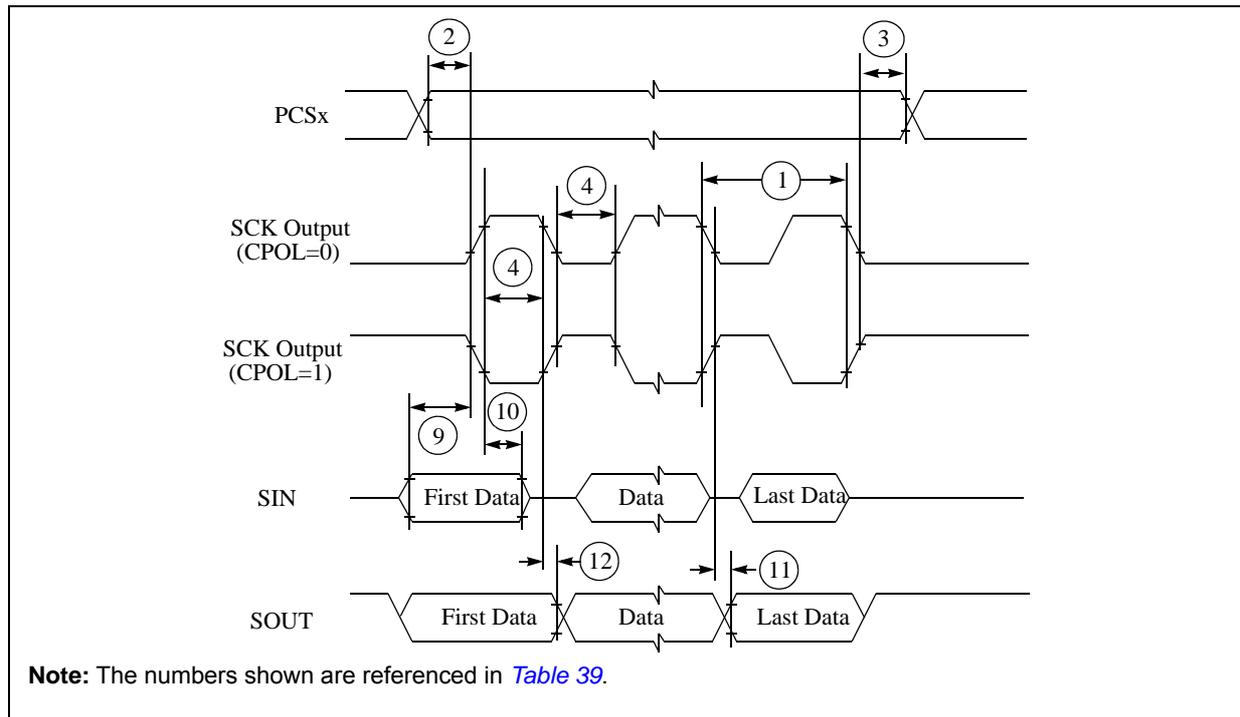 2
3
PCSx
4
1
SCK Output
(CPOL=0)
4
SCK Output
(CPOL=1)
10
9
SIN
First Data
Data
Last Data
12
11
SOUT
First Data
Data
Last Data
Note: The numbers shown are referenced in Table 39.